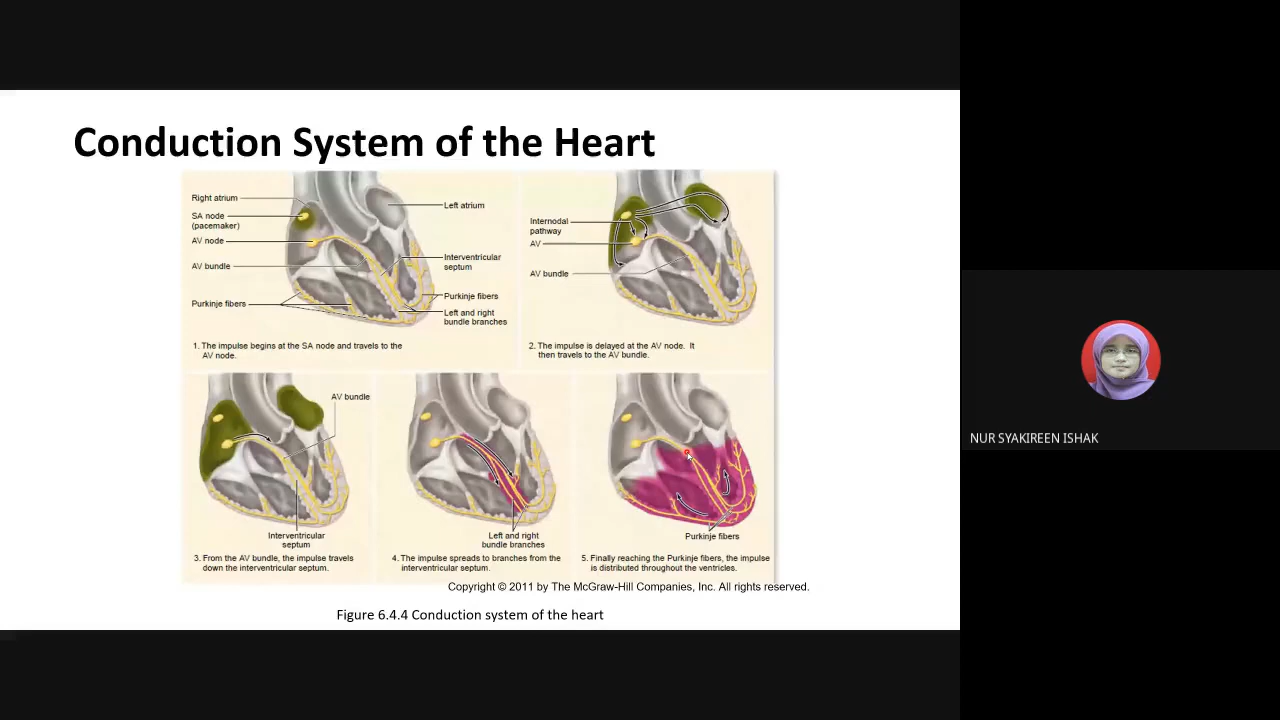 Conduction System of the Heart
Right atrium
SA node
(pacemaker)
AV node
AV bundle
Purkinje fibers
Left atrium
Interventricular
septum
Purkinje fibers
Left and right
bundle branches
1. The impulse begins at the SA node and travels to the
AV node.
Internodal
pathway
AV
AV bundle
2. The impulse is delayed at the AV node. It
then travels to the AV bundle.
AV bundle
Interventricular
septum
3. From the AV bundle, the impulse travels
down the interventricular septum.
Left and right
bundle branches
4. The impulse spreads to branches from the
interventricular septum.
Purkinje fibers
5. Finally reaching the Purkinje fibers, the impulse
is distributed throughout the ventricles.
Copyright © 2011 by The McGraw-Hill Companies, Inc. All rights reserved.
Figure 6.4.4 Conduction system of the heart
NUR SYAKIREEN ISHAK